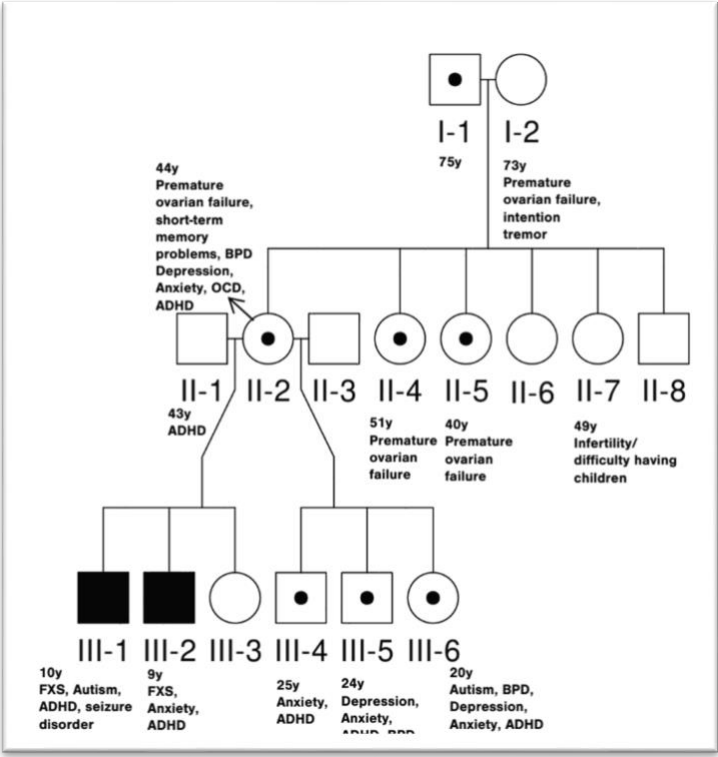 I-1
I-2
75y
73y
Premature
ovarian failure,
intention
tremor
44y
Premature
ovarian failure,
short-term
memory
problems, BPD
Depression,
Anxiety, OCD,
ADHD
II-1
II-2
II-3
II-4
II-5
II-6
II-7
II-8
43y
ADHD
51y
Premature
ovarian
failure
40y
Premature
ovarian
failure
49y
Infertility/
difficulty having
children
III-1
III-2
III-3
III-4
III-5
III-6
10y
FXS, Autism,
ADHD, seizure
disorder
9y
FXS,
Anxiety,
ADHD
25y
Anxiety,
ADHD
24y
Depression,
Anxiety,
ADHD, BPD
20y
Autism, BPD,
Depression,
Anxiety, ADHD